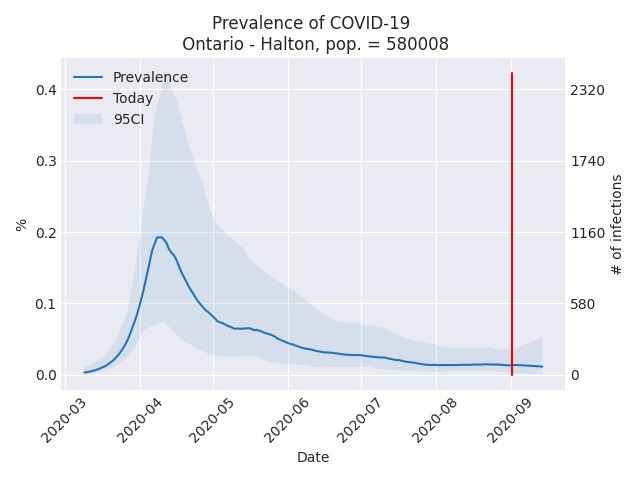 Prevalence of COVID-19
Ontario - Halton, pop. = 580008
Prevalence
Today
95CI
0.4
0.3
0.2
0.1
0.0
%
2320
1740
1160
580
0
# of infections
2020-03
2020-04
2020-05
2020-06
2020-07
2020-08
2020-09
Date